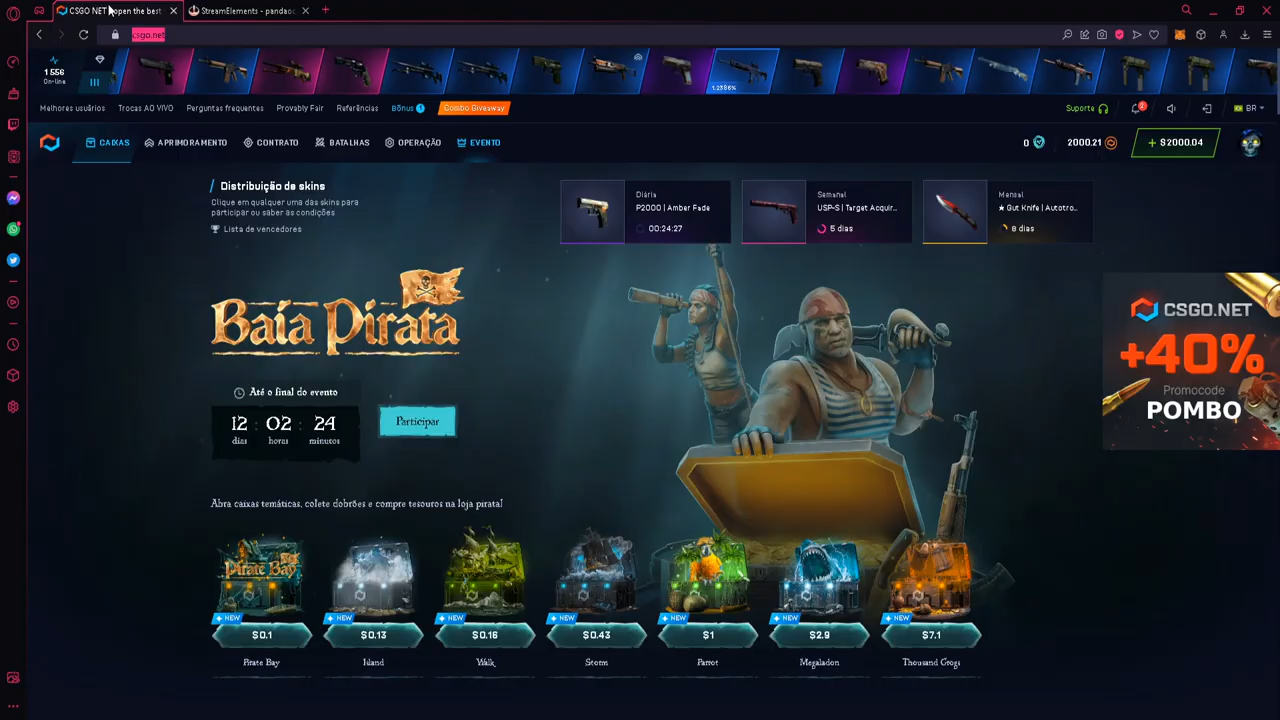 CSGO NET open the best
StreamElements - pandao
csgo.net
1 556
On-line
1.2386%
Melhores usuários
Trocas AO VIVO
Perguntas frequentes
Provably Fair
Referências
Bônus
Combo Giveaway
Suporte
2
BR
CAIXAS
APRIMORAMENTO
CONTRATO
BATALHAS
OPERAÇÃO
EVENTO
0
2000.21
+ $2000.04
Distribuição de skins
Clique em qualquer uma das skins para
participar ou saber as condições
Lista de vencedores
Diária
P2000 | Amber Fade
00:24:27
Semanal
USP-S | Target Acquir...
5 dias
Mensal
★ Gut Knife | Autotro...
8 dias
Baía Pirata
Até o final do evento
12 : 02 : 24
dias horas minutos
Participar
CSGO.NET
+40%
Promocode
POMBO
Abra caixas temáticas, colete dobrões e compre tesouros na loja pirata!
Pirate Bay
NEW
NEW
NEW
NEW
NEW
NEW
NEW
$0.1
$0.13
$0.16
$0.43
$1
$2.9
$7.1
Pirate Bay
Island
Walk
Storm
Parrot
Megaladon
Thousand Grogs